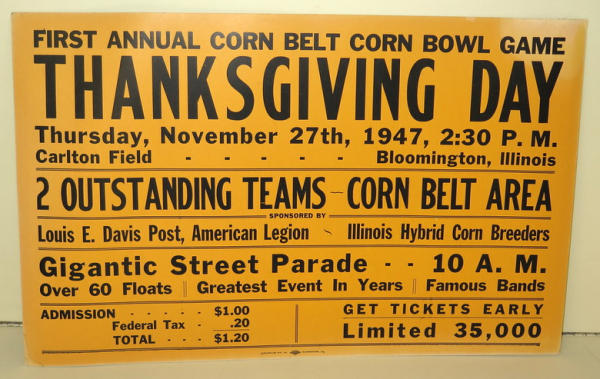 FIRST ANNUAL CORN BELT CORN BOWL GAME
THANKSGIVING DAY
Thursday, November 27th, 1947, 2:30 P. M.
Carlton Field - - - - - Bloomington, Illinois
2 OUTSTANDING TEAMS - CORN BELT AREA
SPONSORED BY
Louis E. Davis Post, American Legion ~ Illinois Hybrid Corn Breeders
Gigantic Street Parade - - 10 A. M.
Over 60 Floats || Greatest Event In Years || Famous Bands
ADMISSION - - - - - $1.00
Federal Tax - .20
TOTAL - - - $1.20
GET TICKETS EARLY
Limited 35,000